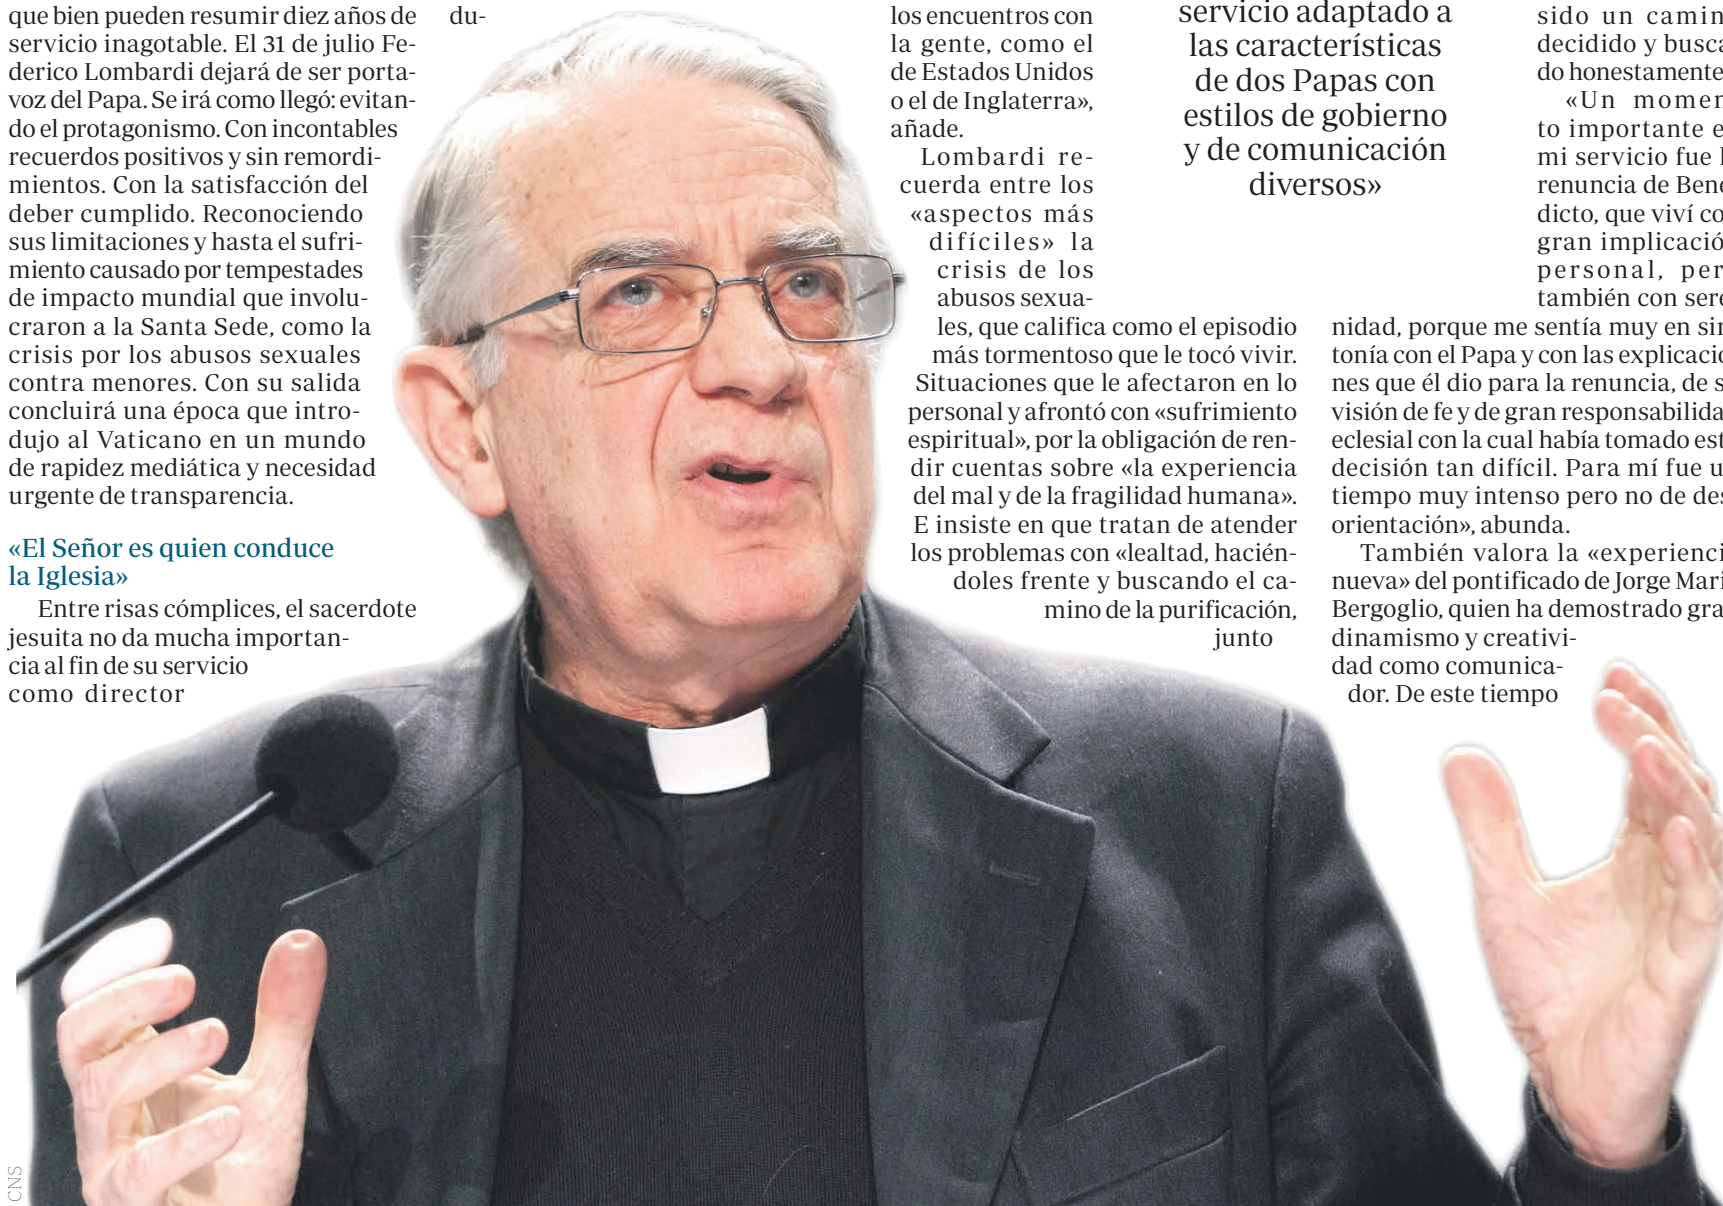 que bien pueden resumir diez años de
servicio inagotable. El 31 de julio Fe-
derico Lombardi dejará de ser porta-
voz del Papa. Se irá como llegó: evitan-
do el protagonismo. Con incontables
recuerdos positivos y sin remordi-
mientos. Con la satisfacción del
deber cumplido. Reconociendo
sus limitaciones y hasta el sufri-
miento causado por tempestades
de impacto mundial que involu-
craron a la Santa Sede, como la
crisis por los abusos sexuales
contra menores. Con su salida
concluirá una época que intro-
dujo al Vaticano en un mundo
de rapidez mediática y necesidad
urgente de transparencia.
«El Señor es quien conduce
la Iglesia»
Entre risas cómplices, el sacerdote
jesuita no da mucha importan-
cia al fin de su servicio
como director
du-
los encuentros con
la gente, como el
de Estados Unidos
o el de Inglaterra»,
añade.
Lombardi re-
cuerda entre los
«aspectos más
difíciles» la
crisis de los
abusos sexua-
les, que califica como el episodio
más tormentoso que le tocó vivir.
Situaciones que le afectaron en lo
personal y afrontó con «sufrimiento
espiritual», por la obligación de ren-
dir cuentas sobre «la experiencia
del mal y de la fragilidad humana».
E insiste en que tratan de atender
los problemas con «lealtad, hacién-
doles frente y buscando el ca-
mino de la purificación,
junto
servicio adaptado a
las características
de dos Papas con
estilos de gobierno
y de comunicación
diversos»
sido un camin
decidido y busca
do honestamente
«Un momen
to importante e
mi servicio fue l
renuncia de Bene
dicto, que viví co
gran implicació
personal, per
también con sere
nidad, porque me sentía muy en sin
tonía con el Papa y con las explicacio
nes que él dio para la renuncia, de s
visión de fe y de gran responsabilida
eclesial con la cual había tomado est
decisión tan difícil. Para mí fue u
tiempo muy intenso pero no de des
orientación», abunda.
También valora la «experienci
nueva» del pontificado de Jorge Mari
Bergoglio, quien ha demostrado gra
dinamismo y creativi-
dad como comunica-
dor. De este tiempo
CNS